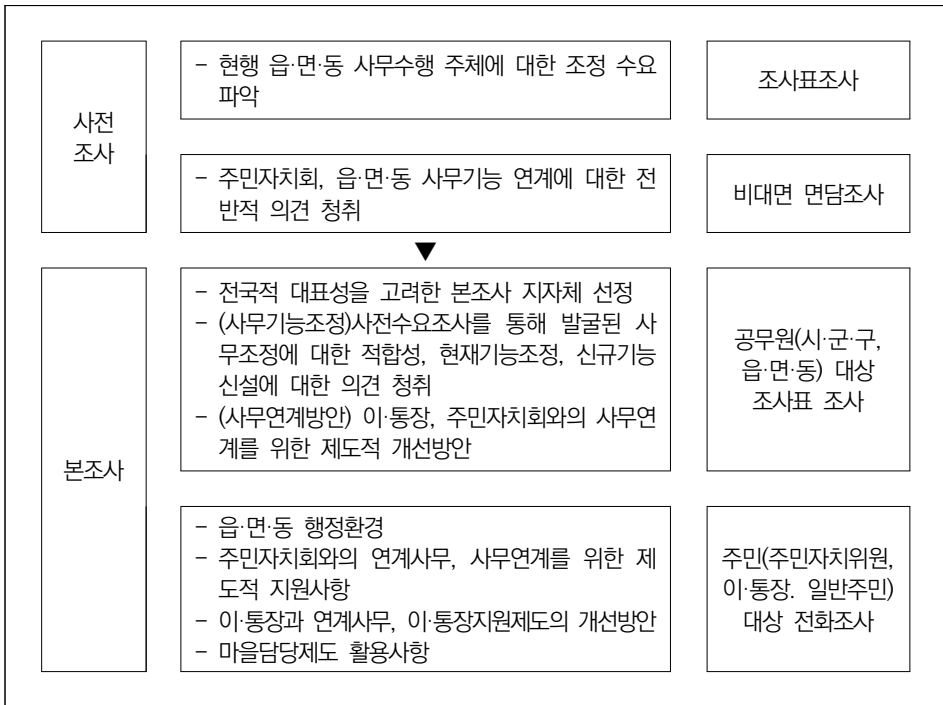 사전
조사
– 현행 읍·면·동 사무수행 주체에 대한 조정 수요
파악
조사표조사
– 주민자치회, 읍·면·동 사무기능 연계에 대한 전
반적 의견 청취
비대면 면담조사
▼
본조사
– 전국적 대표성을 고려한 본조사 지자체 선정
– (사무기능조정)사전수요조사를 통해 발굴된 사
무조정에 대한 적합성, 현재기능조정, 신규기능
신설에 대한 의견 청취
– (사무연계방안) 이·통장, 주민자치회와의 사무연
계를 위한 제도적 개선방안
공무원(시·군·구,
읍·면·동) 대상
조사표 조사
– 읍·면·동 행정환경
– 주민자치회와의 연계사무, 사무연계를 위한 제
도적 지원사항
– 이·통장과 연계사무, 이·통장지원제도의 개선방안
– 마을담당제도 활용사항
주민(주민자치위원,
이·통장. 일반주민)
대상 전화조사